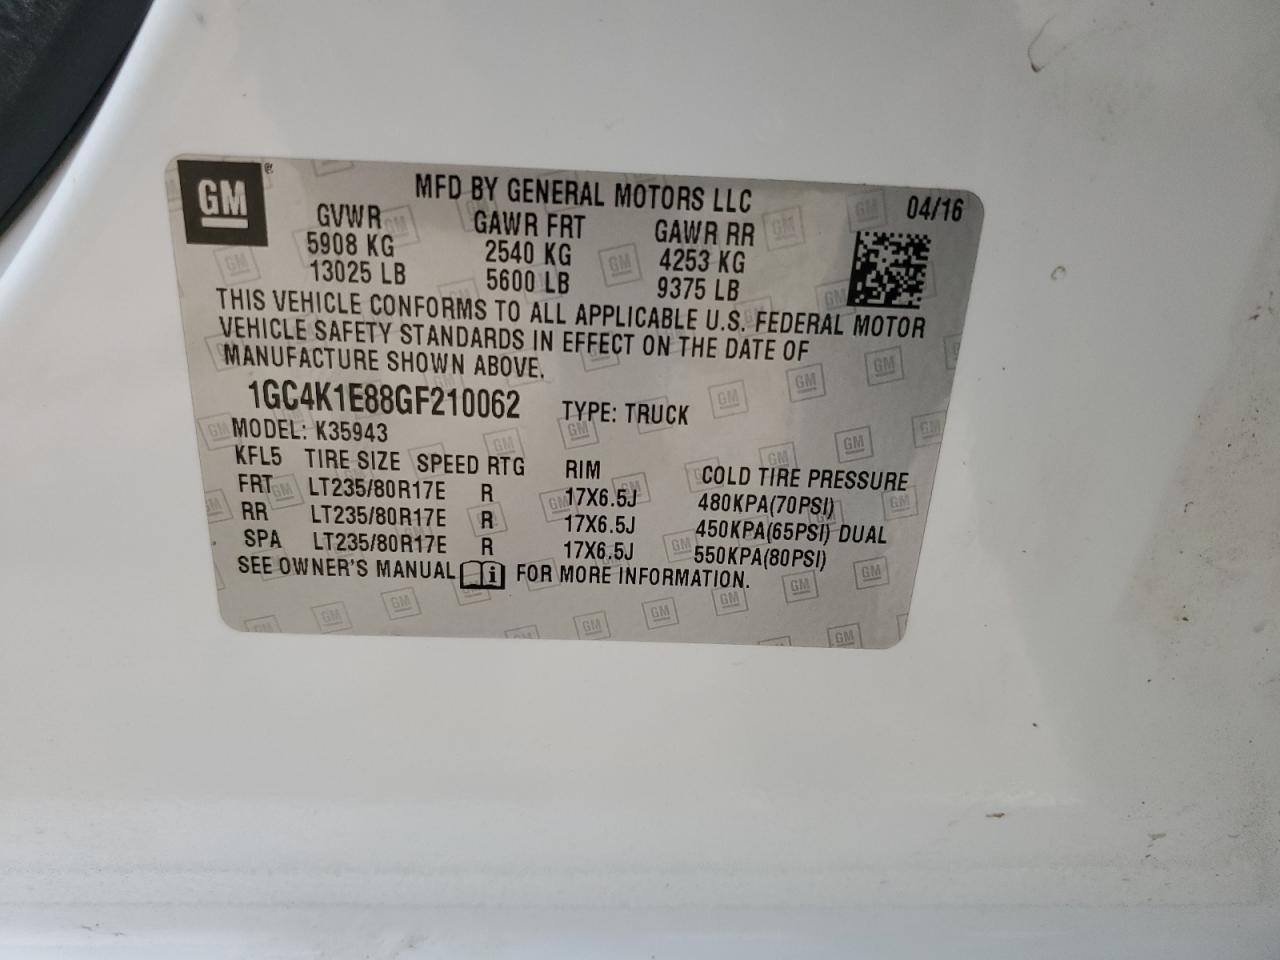 GM ®
MFD BY GENERAL MOTORS LLC 04/16
GVWR GAWR FRT GAWR RR
5908 KG 2540 KG 4253 KG
13025 LB 5600 LB 9375 LB
THIS VEHICLE CONFORMS TO ALL APPLICABLE U.S. FEDERAL MOTOR
VEHICLE SAFETY STANDARDS IN EFFECT ON THE DATE OF
MANUFACTURE SHOWN ABOVE.
1GC4K1E88GF210062 TYPE: TRUCK
MODEL: K35943
KFL5 TIRE SIZE SPEED RTG RIM COLD TIRE PRESSURE
FRT LT235/80R17E R 17X6.5J 480KPA(70PSI)
RR LT235/80R17E R 17X6.5J 450KPA(65PSI) DUAL
SPA LT235/80R17E R 17X6.5J 550KPA(80PSI)
SEE OWNER'S MANUAL i FOR MORE INFORMATION.